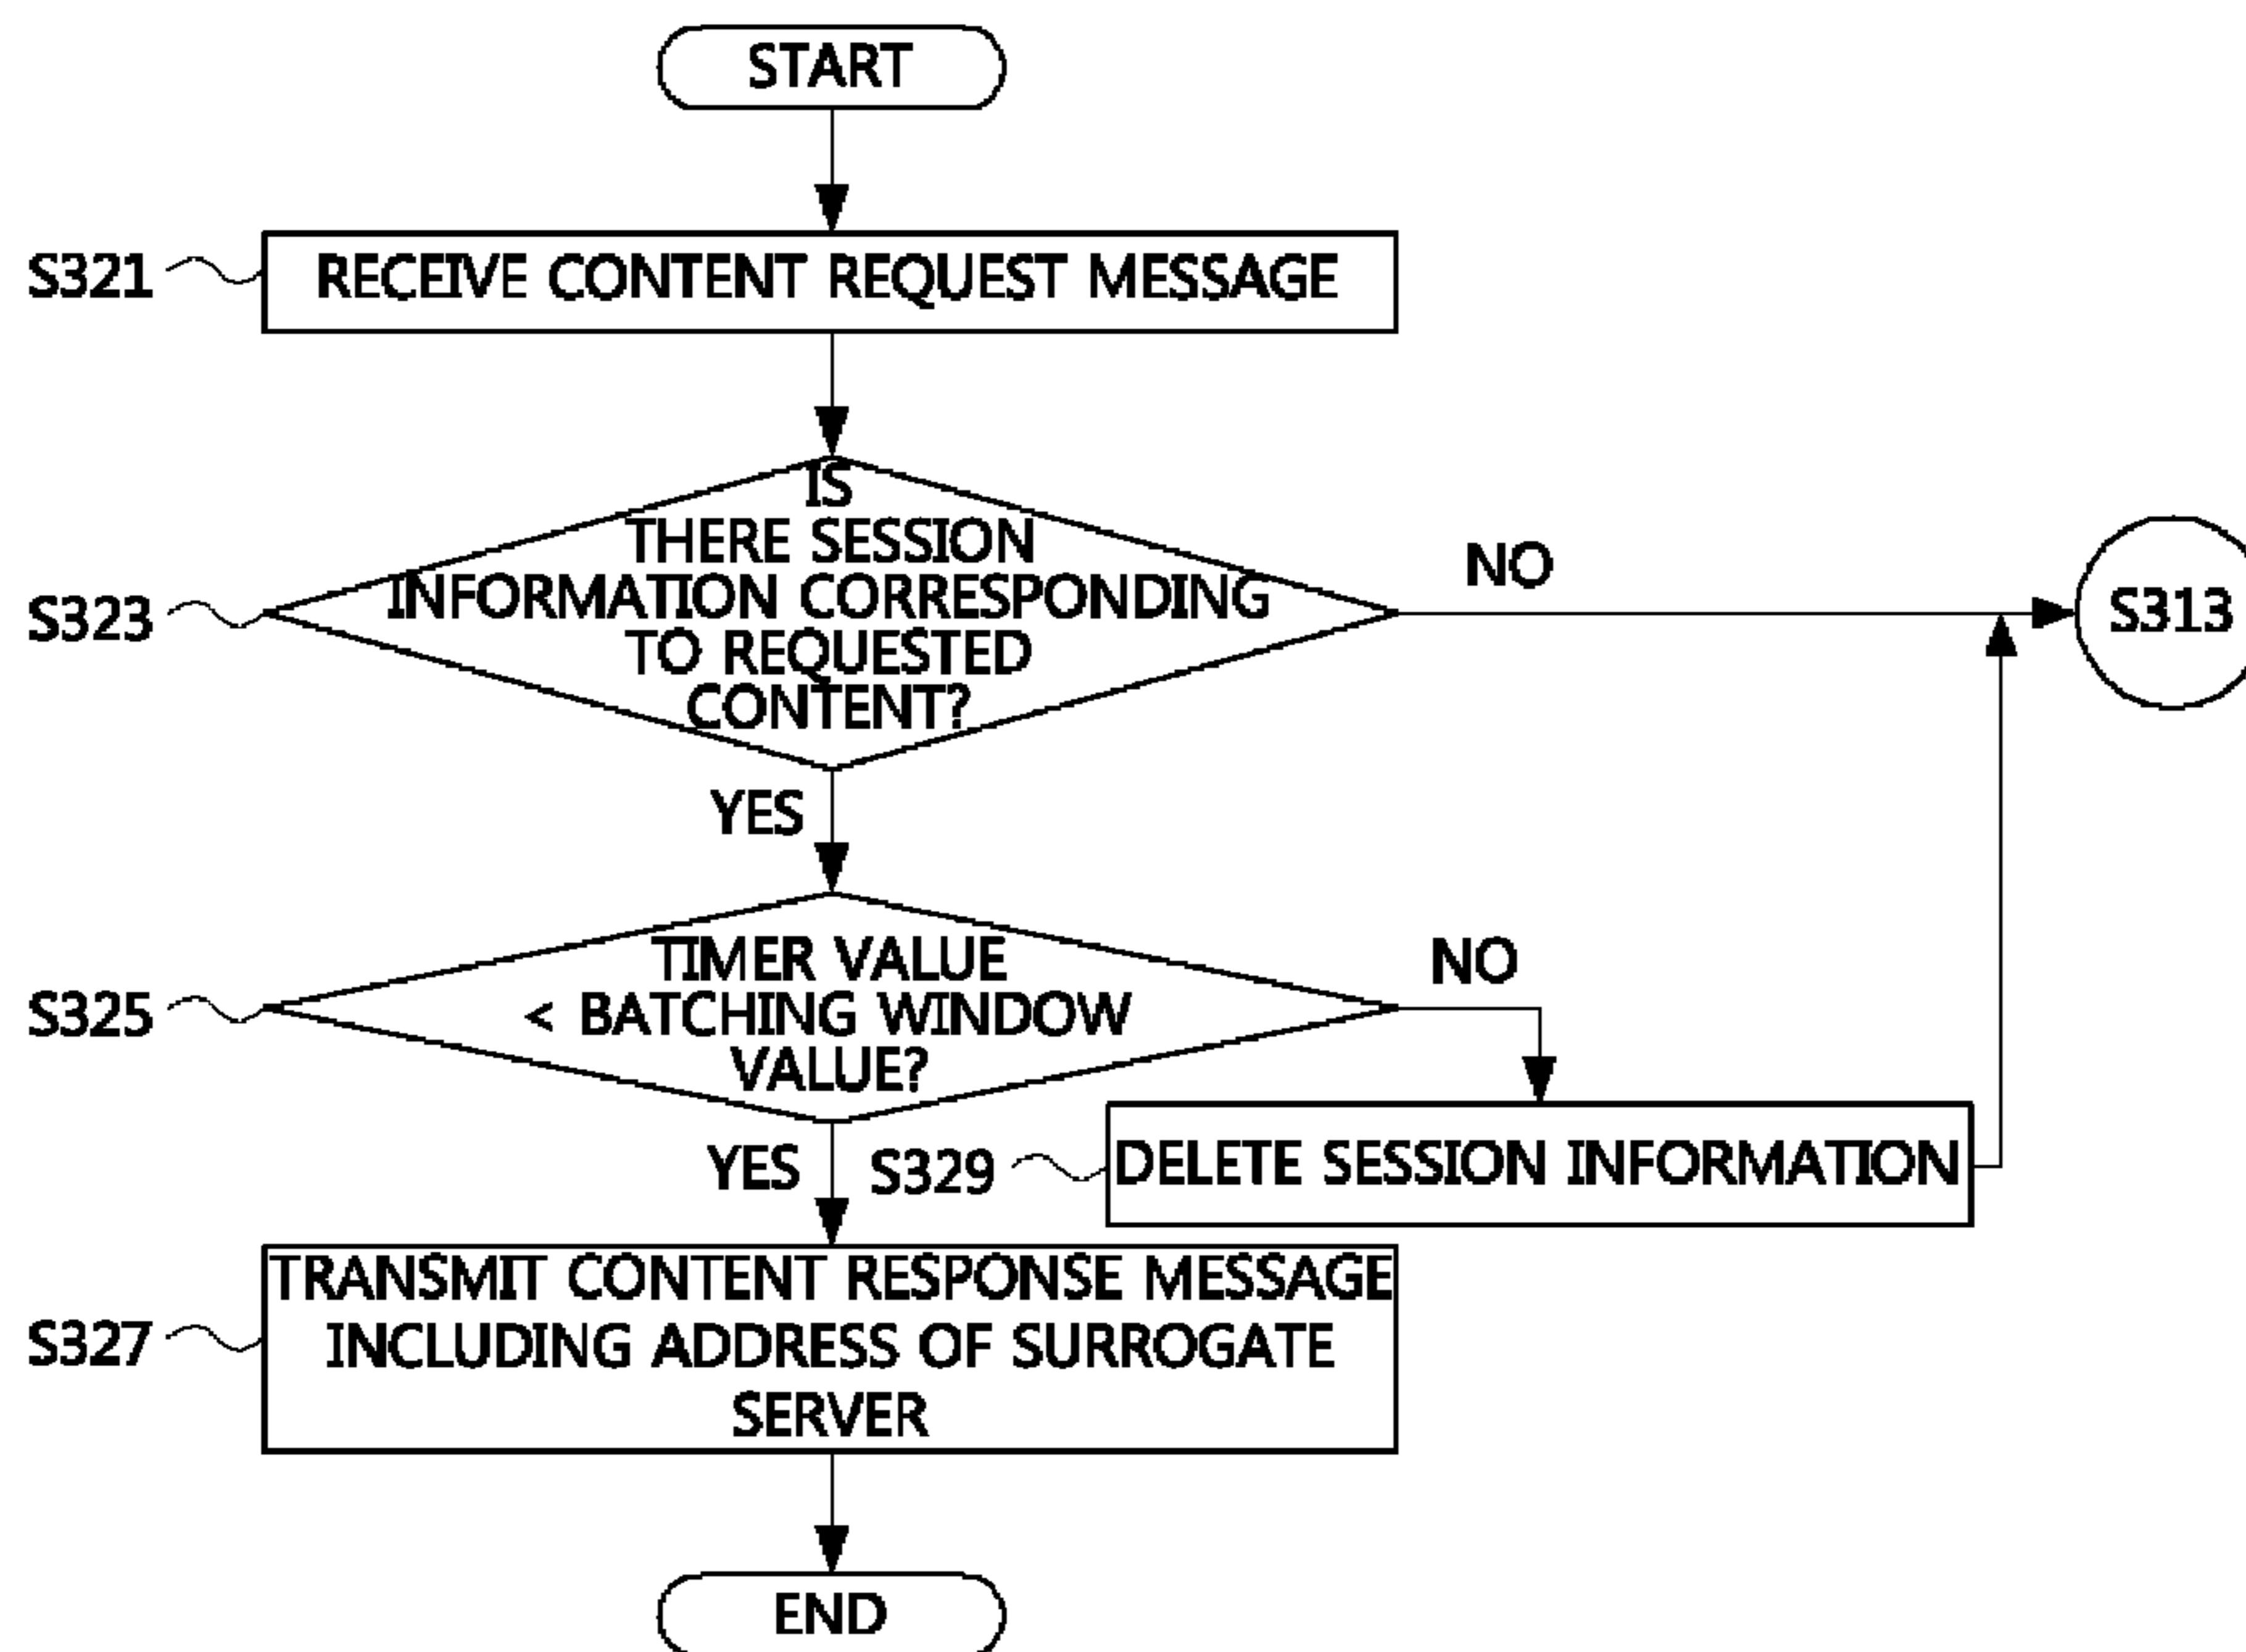 START
S321
RECEIVE CONTENT REQUEST MESSAGE
IS
THERE SESSION
INFORMATION CORRESPONDING
TO REQUESTED
CONTENT?
S323
NO
S313
YES
TIMER VALUE
< BATCHING WINDOW
VALUE?
S325
NO
YES
S329
DELETE SESSION INFORMATION
TRANSMIT CONTENT RESPONSE MESSAGE
INCLUDING ADDRESS OF SURROGATE
SERVER
S327
END